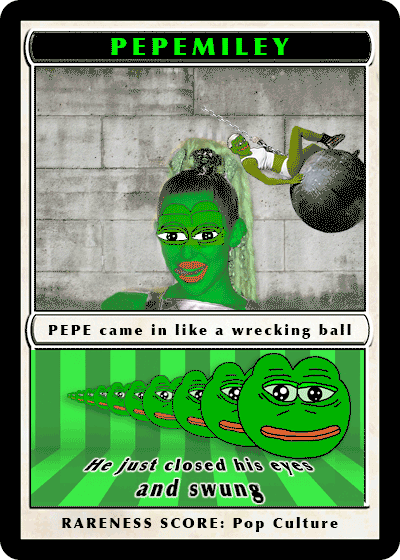 PEPEMILEY
PEPE came in like a wrecking ball
He just closed his eyes
and swung
RARENESS SCORE: Pop Culture